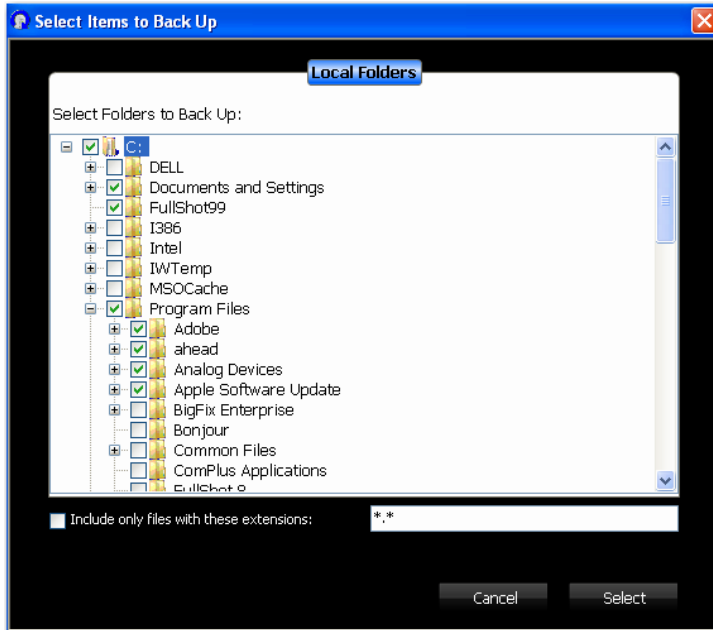 Select Items to Back Up
Local Folders
Select Folders to Back Up:
C:
DELL
Documents and Settings
FullShot99
I386
Intel
IWTemp
MSOCache
Program Files
Adobe
ahead
Analog Devices
Apple Software Update
BigFix Enterprise
Bonjour
Common Files
ComPlus Applications
FullShot 9
Include only files with these extensions:
*.*
Cancel
Select